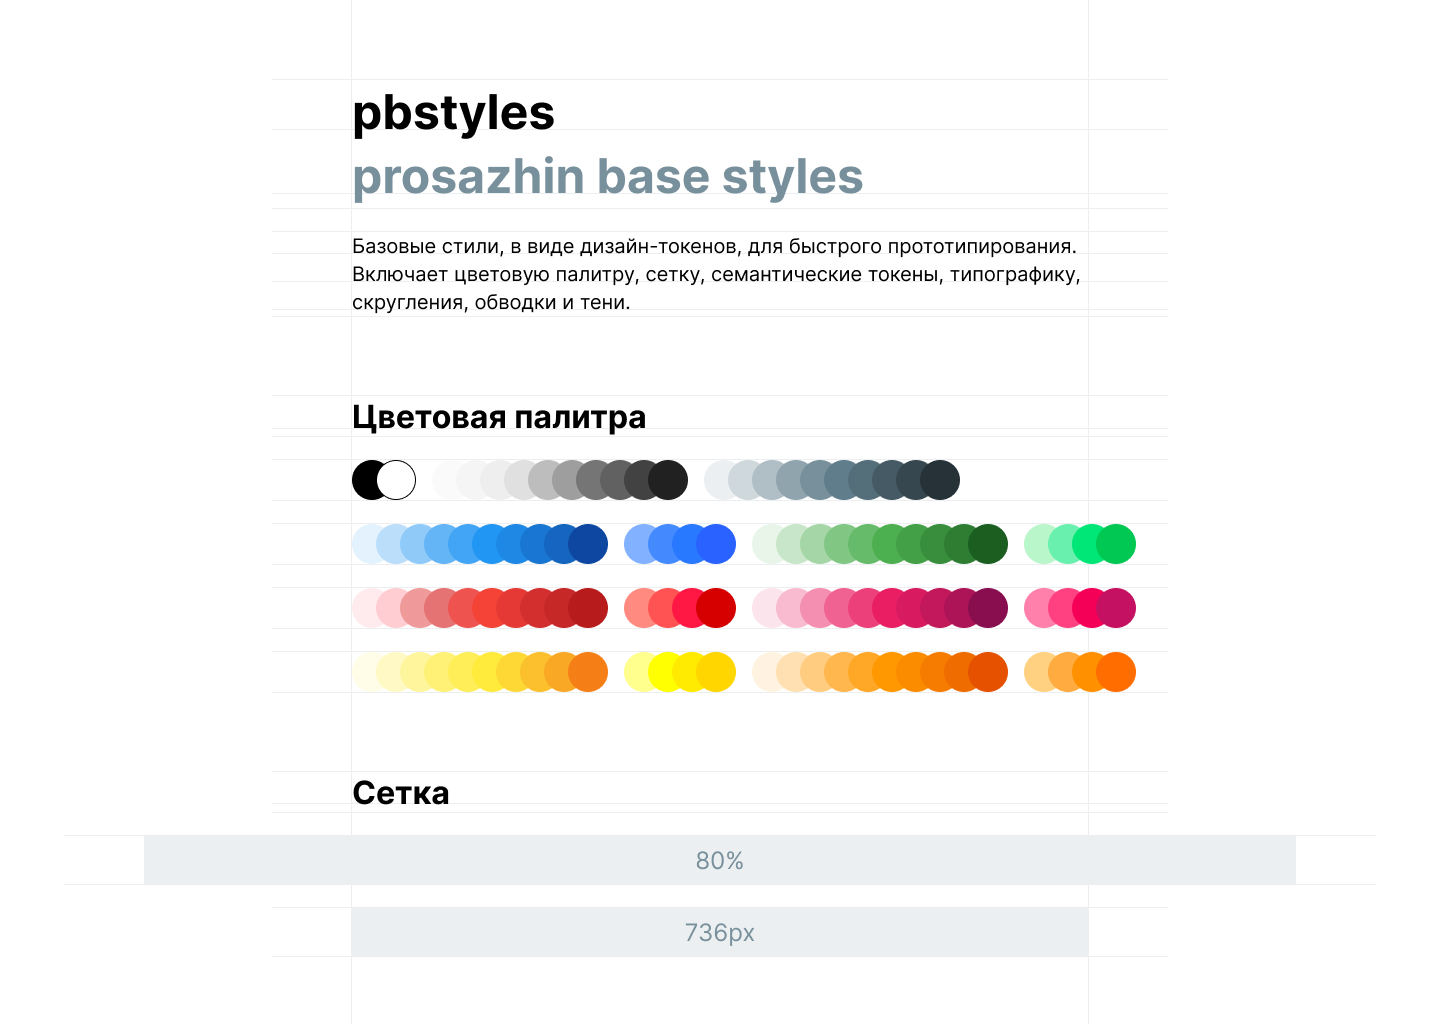 pbstyles
prosazhin base styles
Базовые стили, в виде дизайн-токенов, для быстрого прототипирования.
Включает цветовую палитру, сетку, семантические токены, типографику,
скругления, обводки и тени.
Цветовая палитра
Сетка
80%
736px